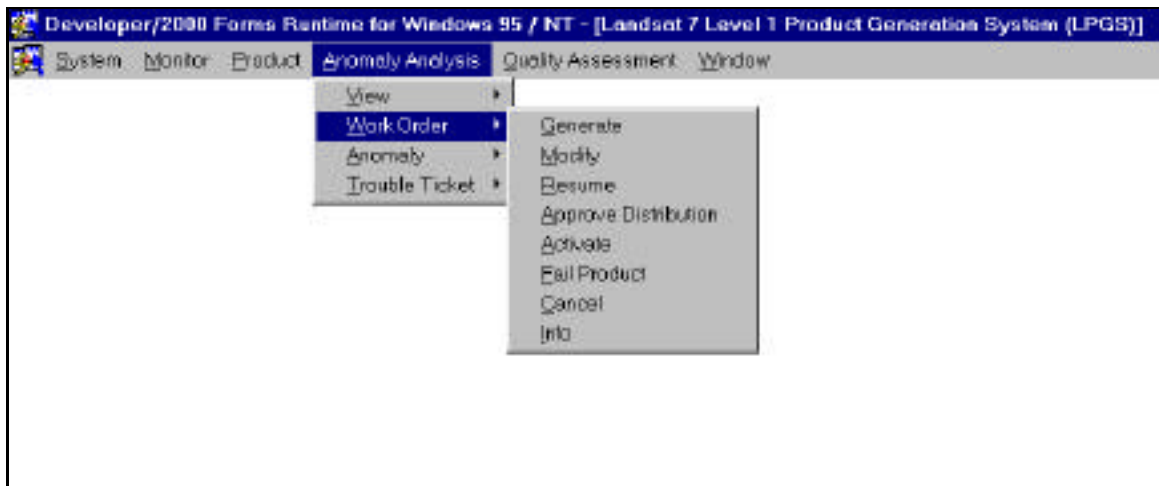 Developer/2000 Forms Runtime for Windows 95 / NT - [Landsat 7 Level 1 Product Generation System (LPGS)]
System Monitor Product Anomaly Analysis Quality Assessment Window
View
Work Order
Anomaly
Trouble Ticket
Generate
Modify
Resume
Approve Distribution
Activate
Fail Product
Cancel
Info